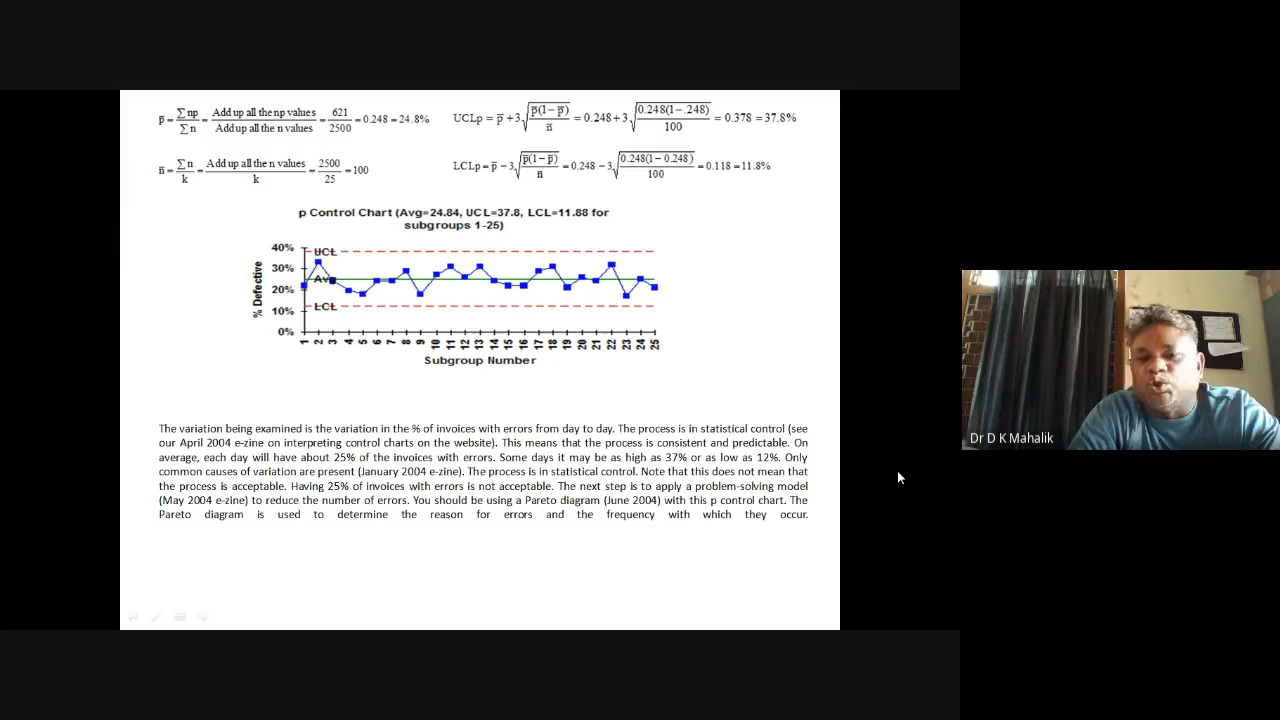 p̄ = ∑np / ∑n = Add up all the np values / Add up all the n values = 621 / 2500 = 0.248 = 24.8%
UCLp = p̄ + 3√(p̄(1− p̄) / n̄) = 0.248 + 3√(0.248(1−.248) / 100) = 0.378 = 37.8%
n̄ = ∑n / k = Add up all the n values / k = 2500 / 25 = 100
LCLp = p̄ − 3√(p̄(1− p̄) / n̄) = 0.248 − 3√(0.248(1− 0.248) / 100) = 0.118 = 11.8%
p Control Chart (Avg=24.84, UCL=37.8, LCL=11.88 for
subgroups 1-25)
% Defective
40%
30%
20%
10%
0%
UCL
Avg
LCL
1 2 3 4 5 6 7 8 9 10 11 12 13 14 15 16 17 18 19 20 21 22 23 24 25
Subgroup Number
The variation being examined is the variation in the % of invoices with errors from day to day. The process is in statistical control (see
our April 2004 e-zine on interpreting control charts on the website). This means that the process is consistent and predictable. On
average, each day will have about 25% of the invoices with errors. Some days it may be as high as 37% or as low as 12%. Only
common causes of variation are present (January 2004 e-zine). The process is in statistical control. Note that this does not mean that
the process is acceptable. Having 25% of invoices with errors is not acceptable. The next step is to apply a problem-solving model
(May 2004 e-zine) to reduce the number of errors. You should be using a Pareto diagram (June 2004) with this p control chart. The
Pareto diagram is used to determine the reason for errors and the frequency with which they occur.
Dr D K Mahalik